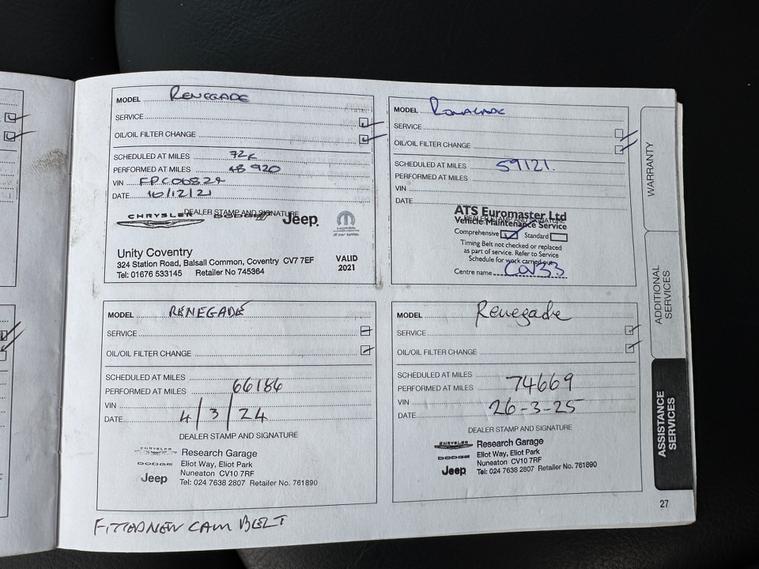 MODEL RENEGADE
SERVICE
OIL/OIL FILTER CHANGE
SCHEDULED AT MILES 72K
PERFORMED AT MILES 48 920
VIN FPC00827
DATE 10/12/21
DEALER STAMP AND SIGNATURE
CHRYSLER DODGE Jeep
Unity Coventry VALID
324 Station Road, Balsall Common, Coventry CV7 7EF 2021
Tel: 01676 533145 Retailer No 745364
MODEL
SERVICE
OIL/OIL FILTER CHANGE
SCHEDULED AT MILES 59121.
PERFORMED AT MILES
VIN
DATE
ATS Euromaster Ltd
Vehicle Maintenance Service
Comprehensive Standard
Timing Belt not checked or replaced
as part of service. Refer to Service
Schedule for work carried out
Centre name
MODEL RENEGADE
SERVICE
OIL/OIL FILTER CHANGE
SCHEDULED AT MILES
PERFORMED AT MILES 66186
VIN
DATE 4/3/24
DEALER STAMP AND SIGNATURE
CHRYSLER Research Garage
DODGE Eliot Way, Eliot Park
Nuneaton CV10 7RF
Jeep Tel: 024 7638 2807 Retailer No. 761890
MODEL Renegade
SERVICE
OIL/OIL FILTER CHANGE
SCHEDULED AT MILES
PERFORMED AT MILES 74669
VIN
DATE 26-3-25
DEALER STAMP AND SIGNATURE
CHRYSLER Research Garage
DODGE Eliot Way, Eliot Park
Nuneaton CV10 7RF
Jeep Tel: 024 7638 2807 Retailer No. 761890
FITTED NEW CAM BELT
WARRANTY
ADDITIONAL
SERVICES
ASSISTANCE
SERVICES
27